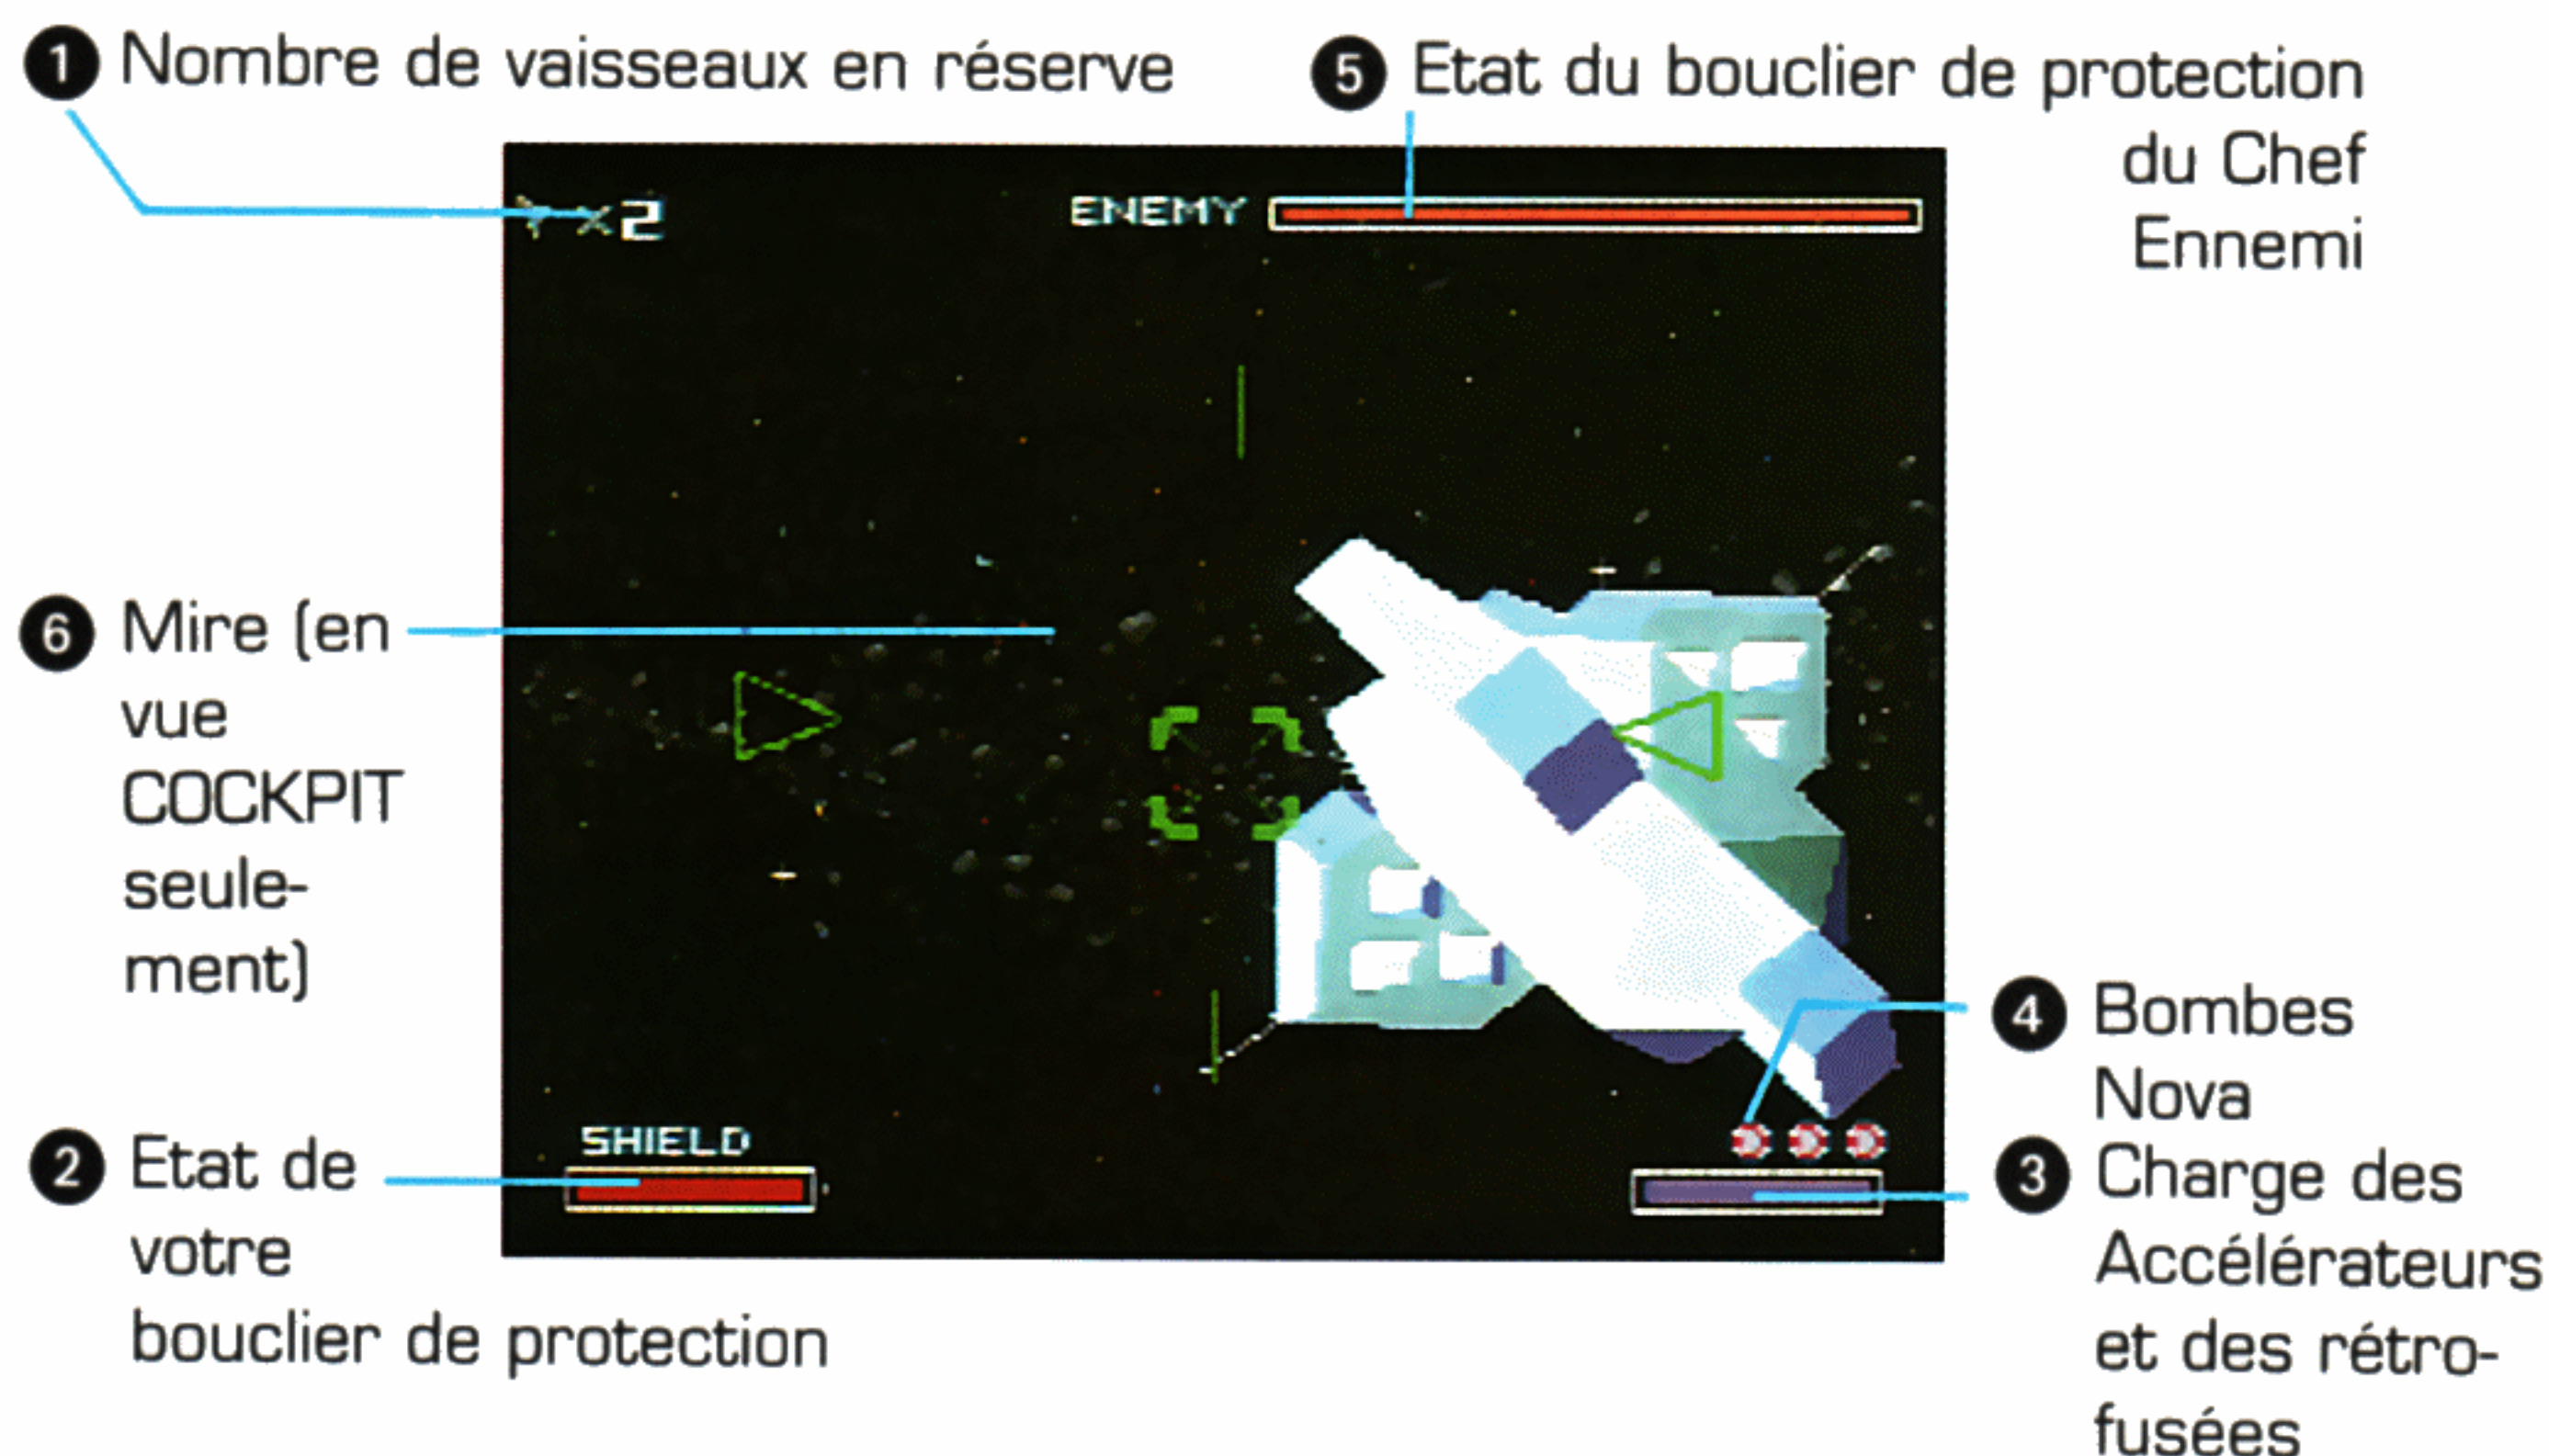 1 Nombre de vaisseaux en réserve
5 Etat du bouclier de protection
du Chef
Ennemi
×2
ENEMY
6 Mire (en
vue
COCKPIT
seule-
ment)
4 Bombes
Nova
SHIELD
2 Etat de
votre
bouclier de protection
3 Charge des
Accélérateurs
et des rétro-
fusées